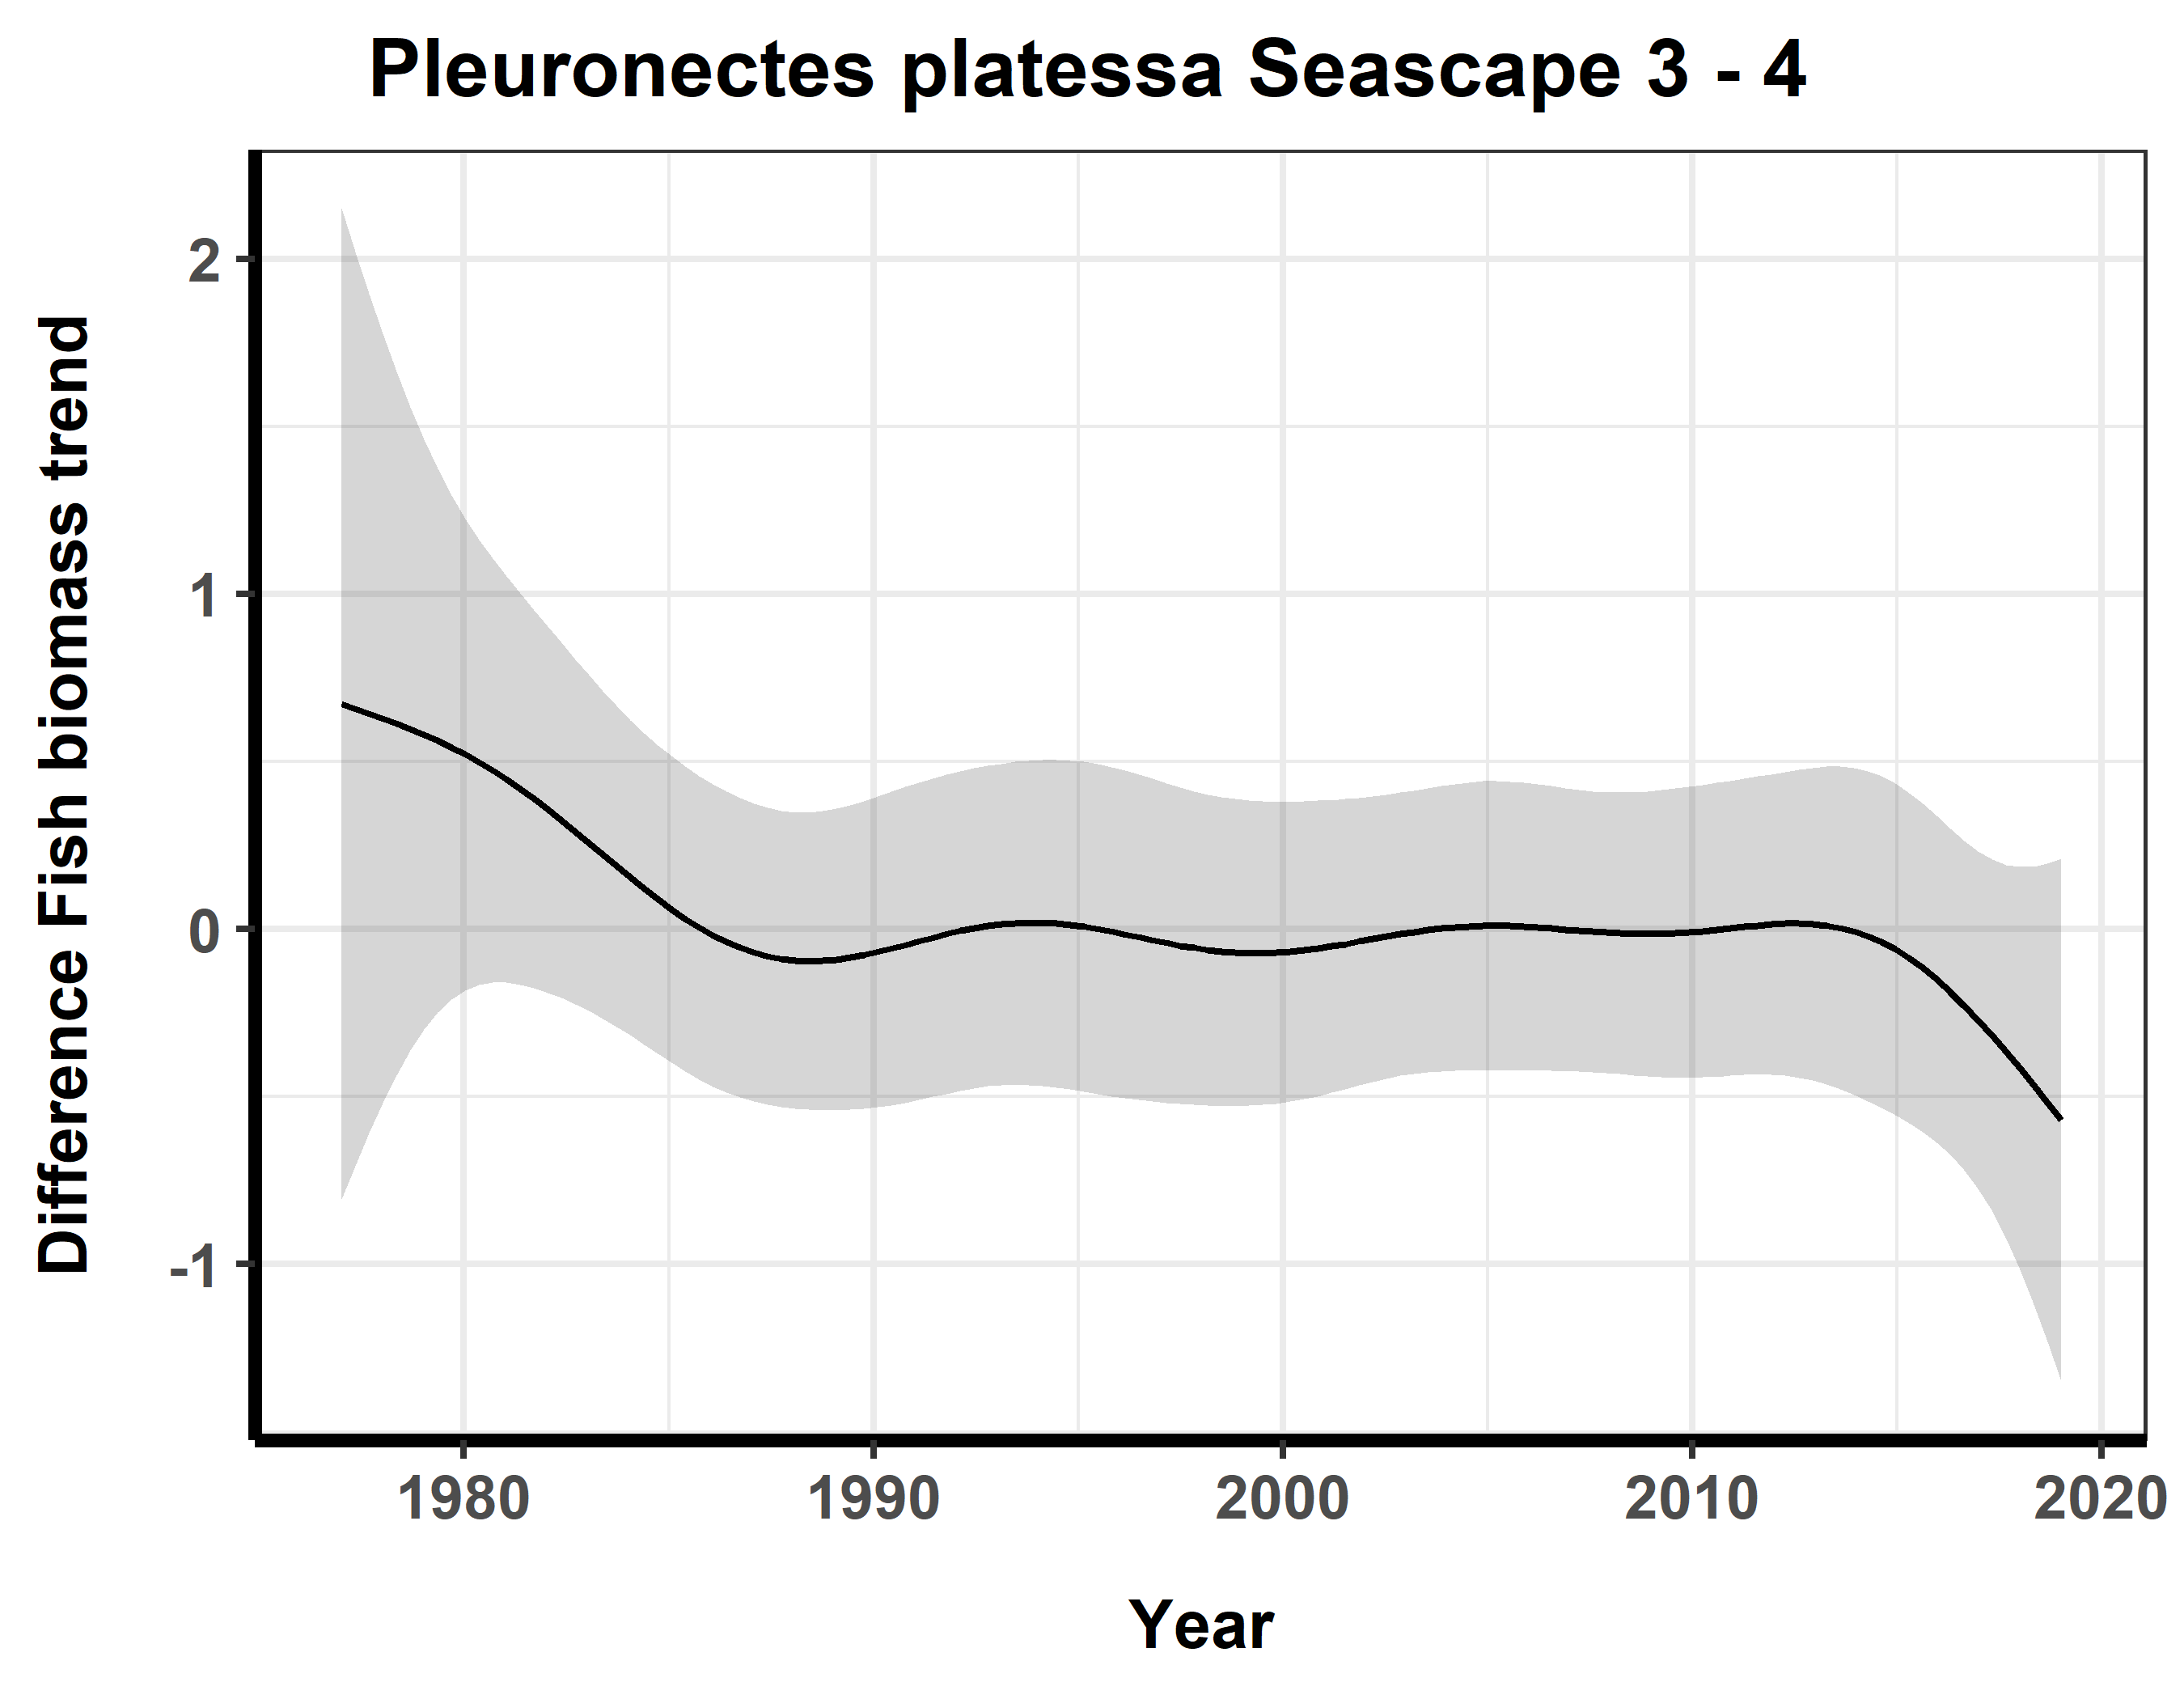 Pleuronectes platessa Seascape 3 - 4
Difference Fish biomass trend
2
1
0
-1
1980 1990 2000 2010 2020
Year